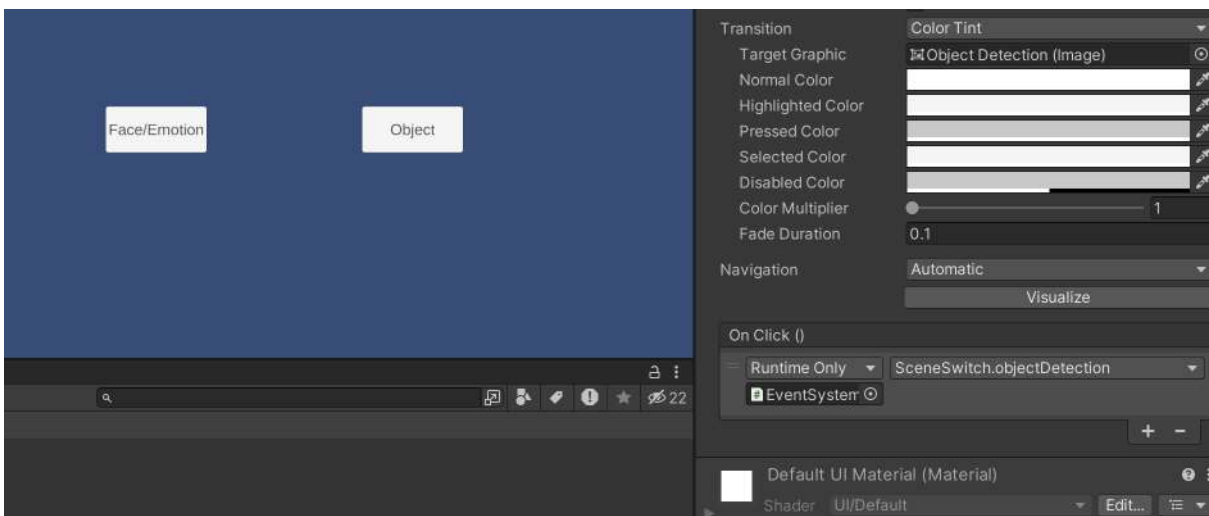 Face/Emotion
Object
22
Transition Color Tint
Target Graphic Object Detection (Image)
Normal Color
Highlighted Color
Pressed Color
Selected Color
Disabled Color
Color Multiplier 1
Fade Duration 0.1
Navigation Automatic
Visualize
On Click ()
Runtime Only SceneSwitch.objectDetection
EventSystem
Default UI Material (Material)
Shader UI/Default Edit...